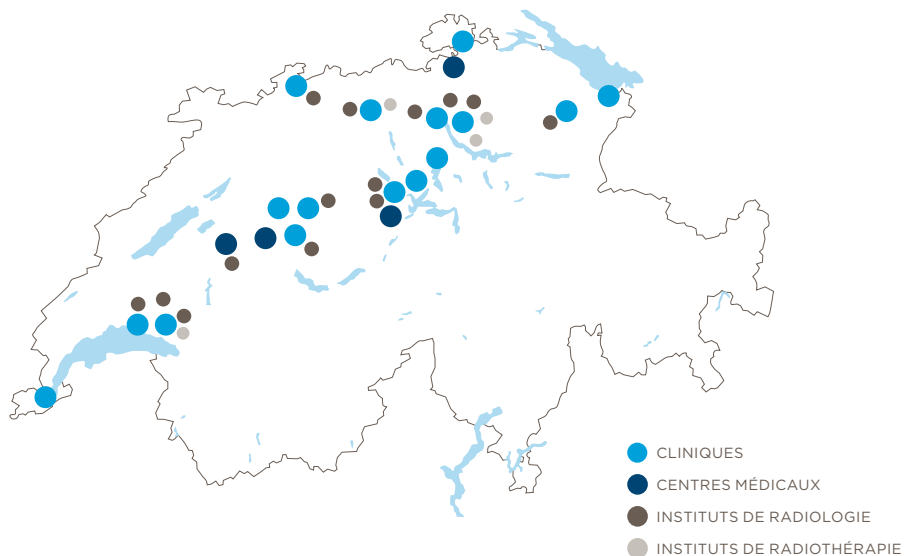 CLINIQUES
CENTRES MÉDICAUX
INSTITUTS DE RADIOLOGIE
INSTITUTS DE RADIOTHÉRAPIE